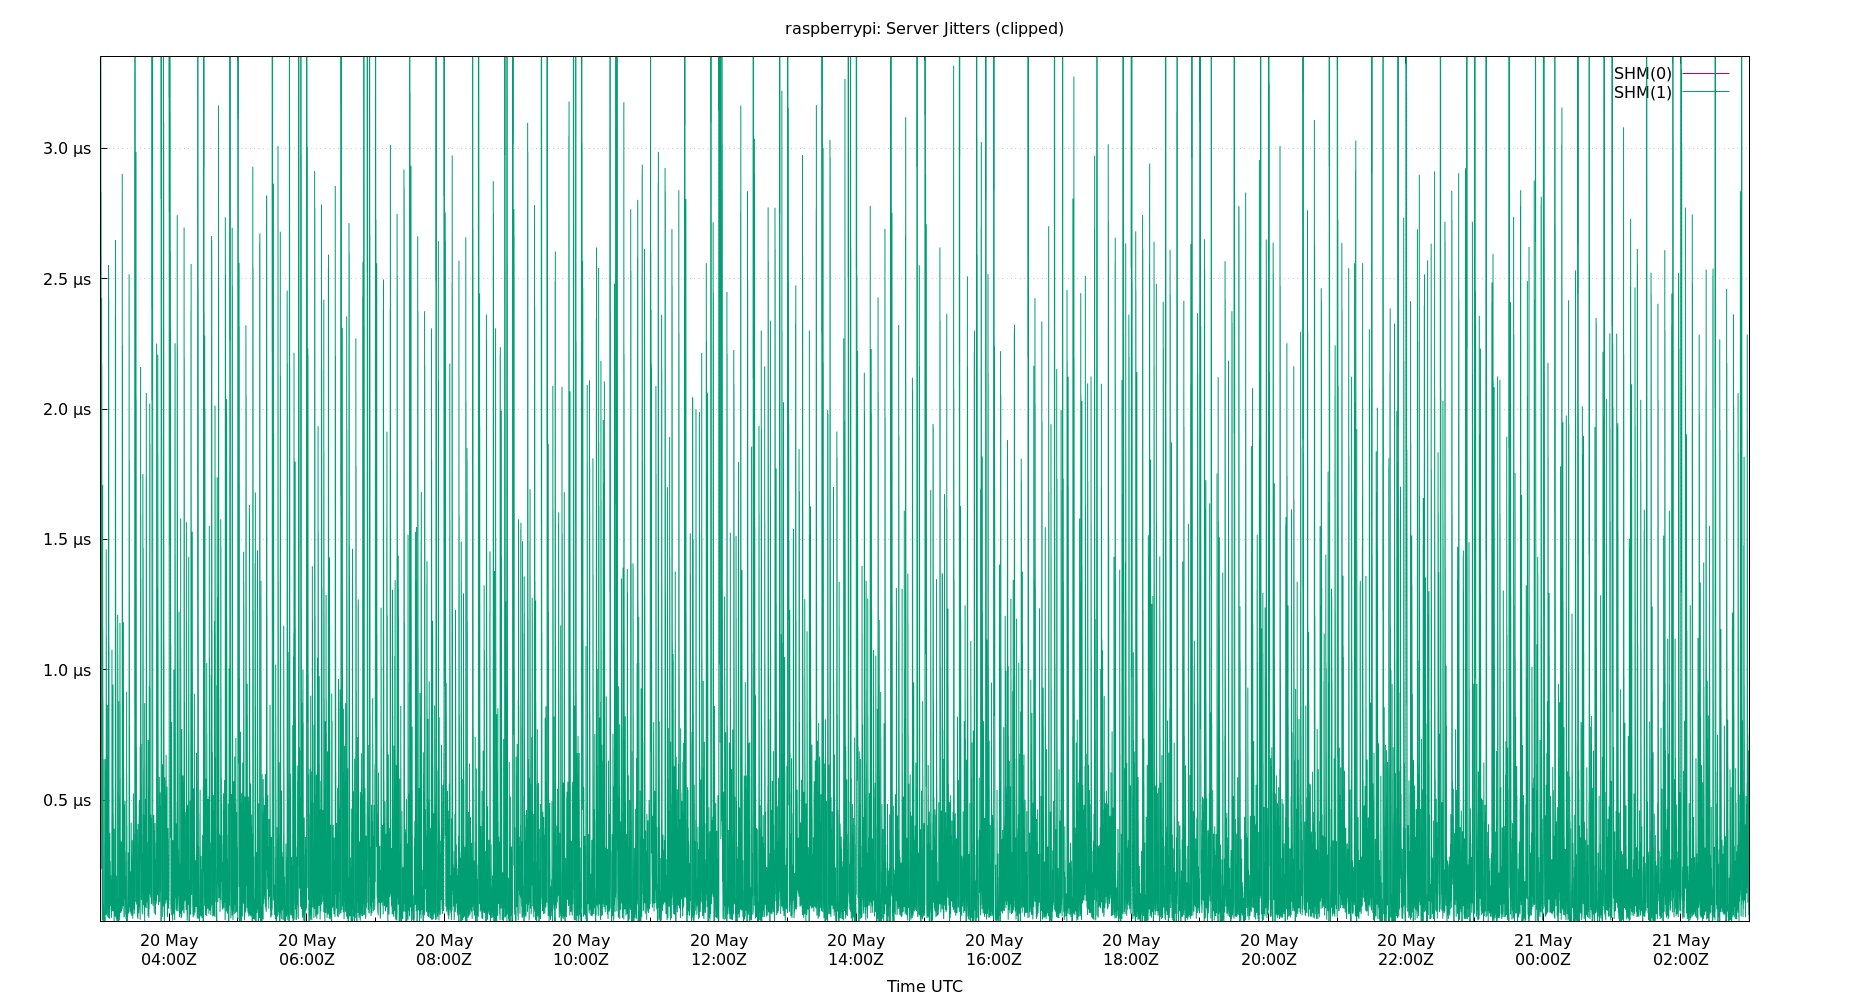 raspberrypi: Server Jitters (clipped)
SHM(0)
SHM(1)
3.0 µs
2.5 µs
2.0 µs
1.5 µs
1.0 µs
0.5 µs
20 May 20 May 20 May 20 May 20 May 20 May 20 May 20 May 20 May 20 May 21 May 21 May
04:00Z 06:00Z 08:00Z 10:00Z 12:00Z 14:00Z 16:00Z 18:00Z 20:00Z 22:00Z 00:00Z 02:00Z
Time UTC